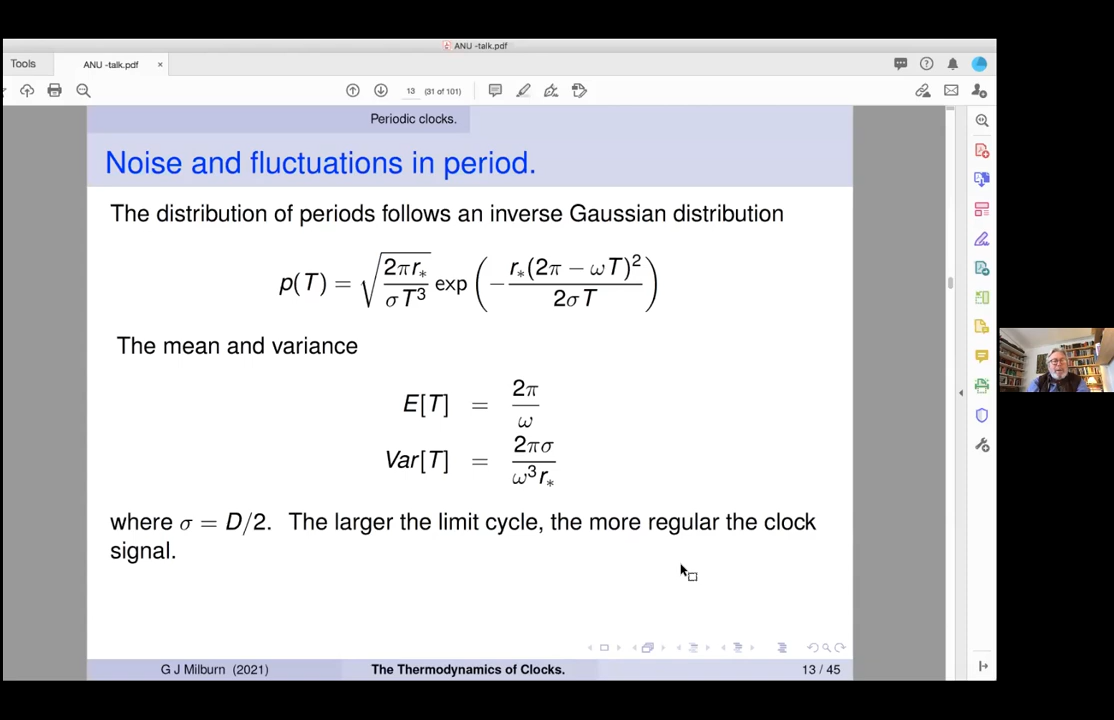 ANU -talk.pdf
Tools
ANU -talk.pdf ×
13 (31 of 101)
Periodic clocks.
Noise and fluctuations in period.
The distribution of periods follows an inverse Gaussian distribution
p(T) = √(2πr∗ / σT³) exp(−r∗(2π − ωT)² / 2σT)
The mean and variance
E[T] = 2π / ω
Var[T] = 2πσ / ω³r∗
where σ = D/2. The larger the limit cycle, the more regular the clock
signal.
G J Milburn (2021) The Thermodynamics of Clocks. 13 / 45